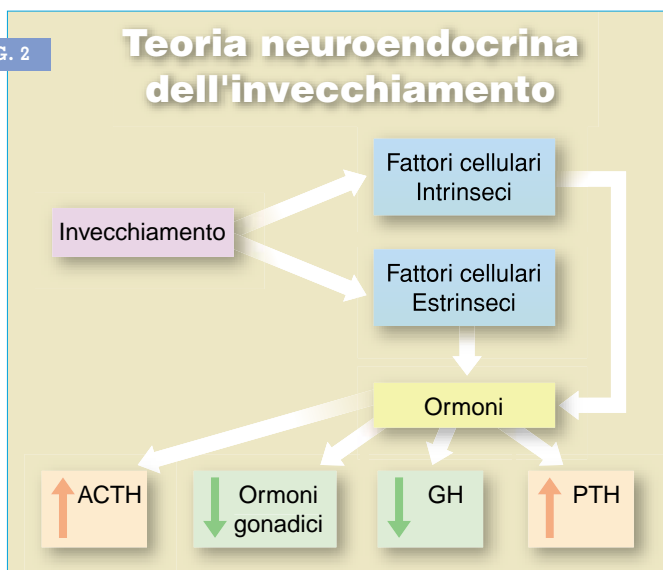 G. 2
Teoria neuroendocrina
dell'invecchiamento
Fattori cellulari
Intrinseci
Invecchiamento
Fattori cellulari
Estrinseci
Ormoni
ACTH
Ormoni
gonadici
GH
PTH